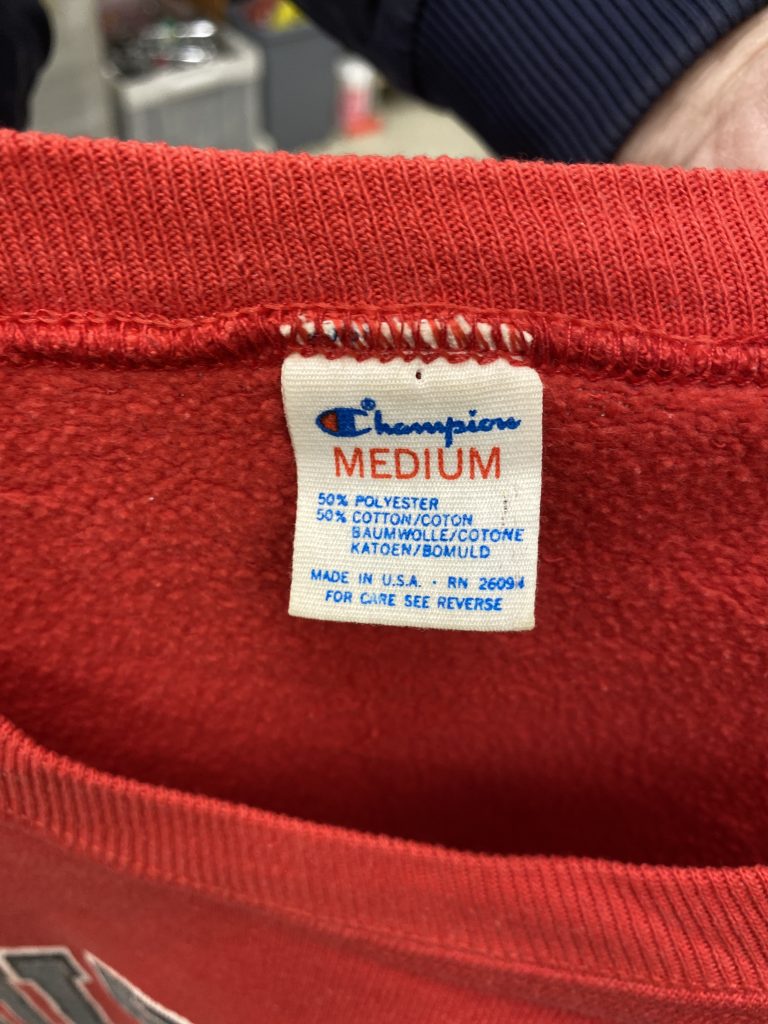 Champion®
MEDIUM
50% POLYESTER
50% COTTON/COTON
BAUMWOLLE/COTONE
KATOEN/BOMULD
MADE IN U.S.A. · RN 26094
FOR CARE SEE REVERSE